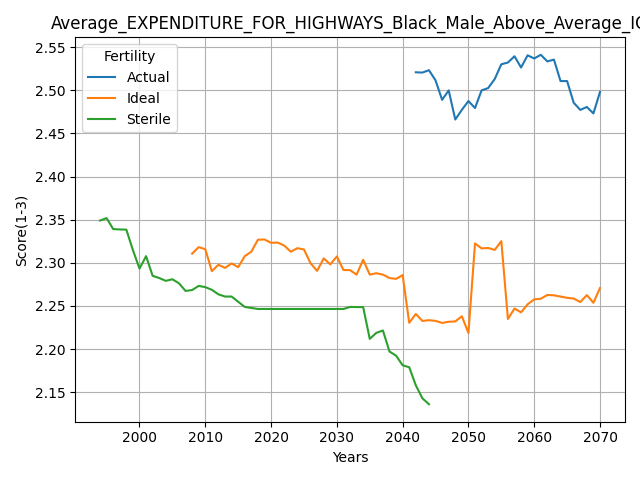 Average_EXPENDITURE_FOR_HIGHWAYS_Black_Male_Above_Average_IQ
Fertility
Actual
Ideal
Sterile
Score(1-3)
2.55
2.50
2.45
2.40
2.35
2.30
2.25
2.20
2.15
2000
2010
2020
2030
2040
2050
2060
2070
Years